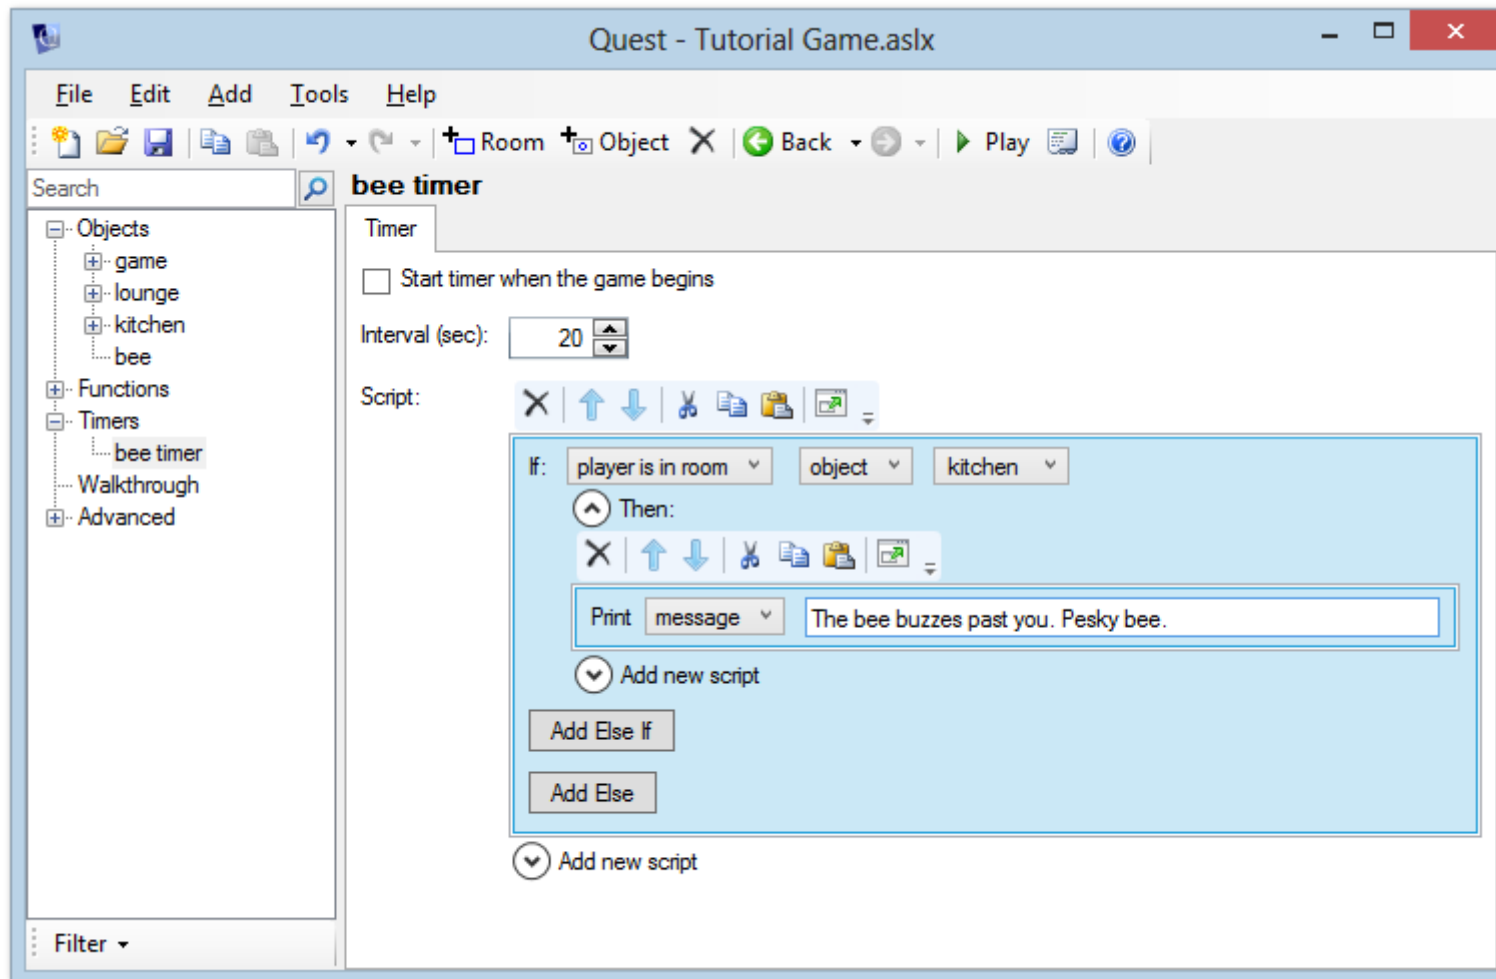 Quest - Tutorial Game.aslx
File Edit Add Tools Help
Room Object Back Play
Search
bee timer
Objects
game
lounge
kitchen
bee
Functions
Timers
bee timer
Walkthrough
Advanced
Filter
Timer
Start timer when the game begins
Interval (sec): 20
Script:
If: player is in room object kitchen
Then:
Print message The bee buzzes past you. Pesky bee.
Add new script
Add Else If
Add Else
Add new script